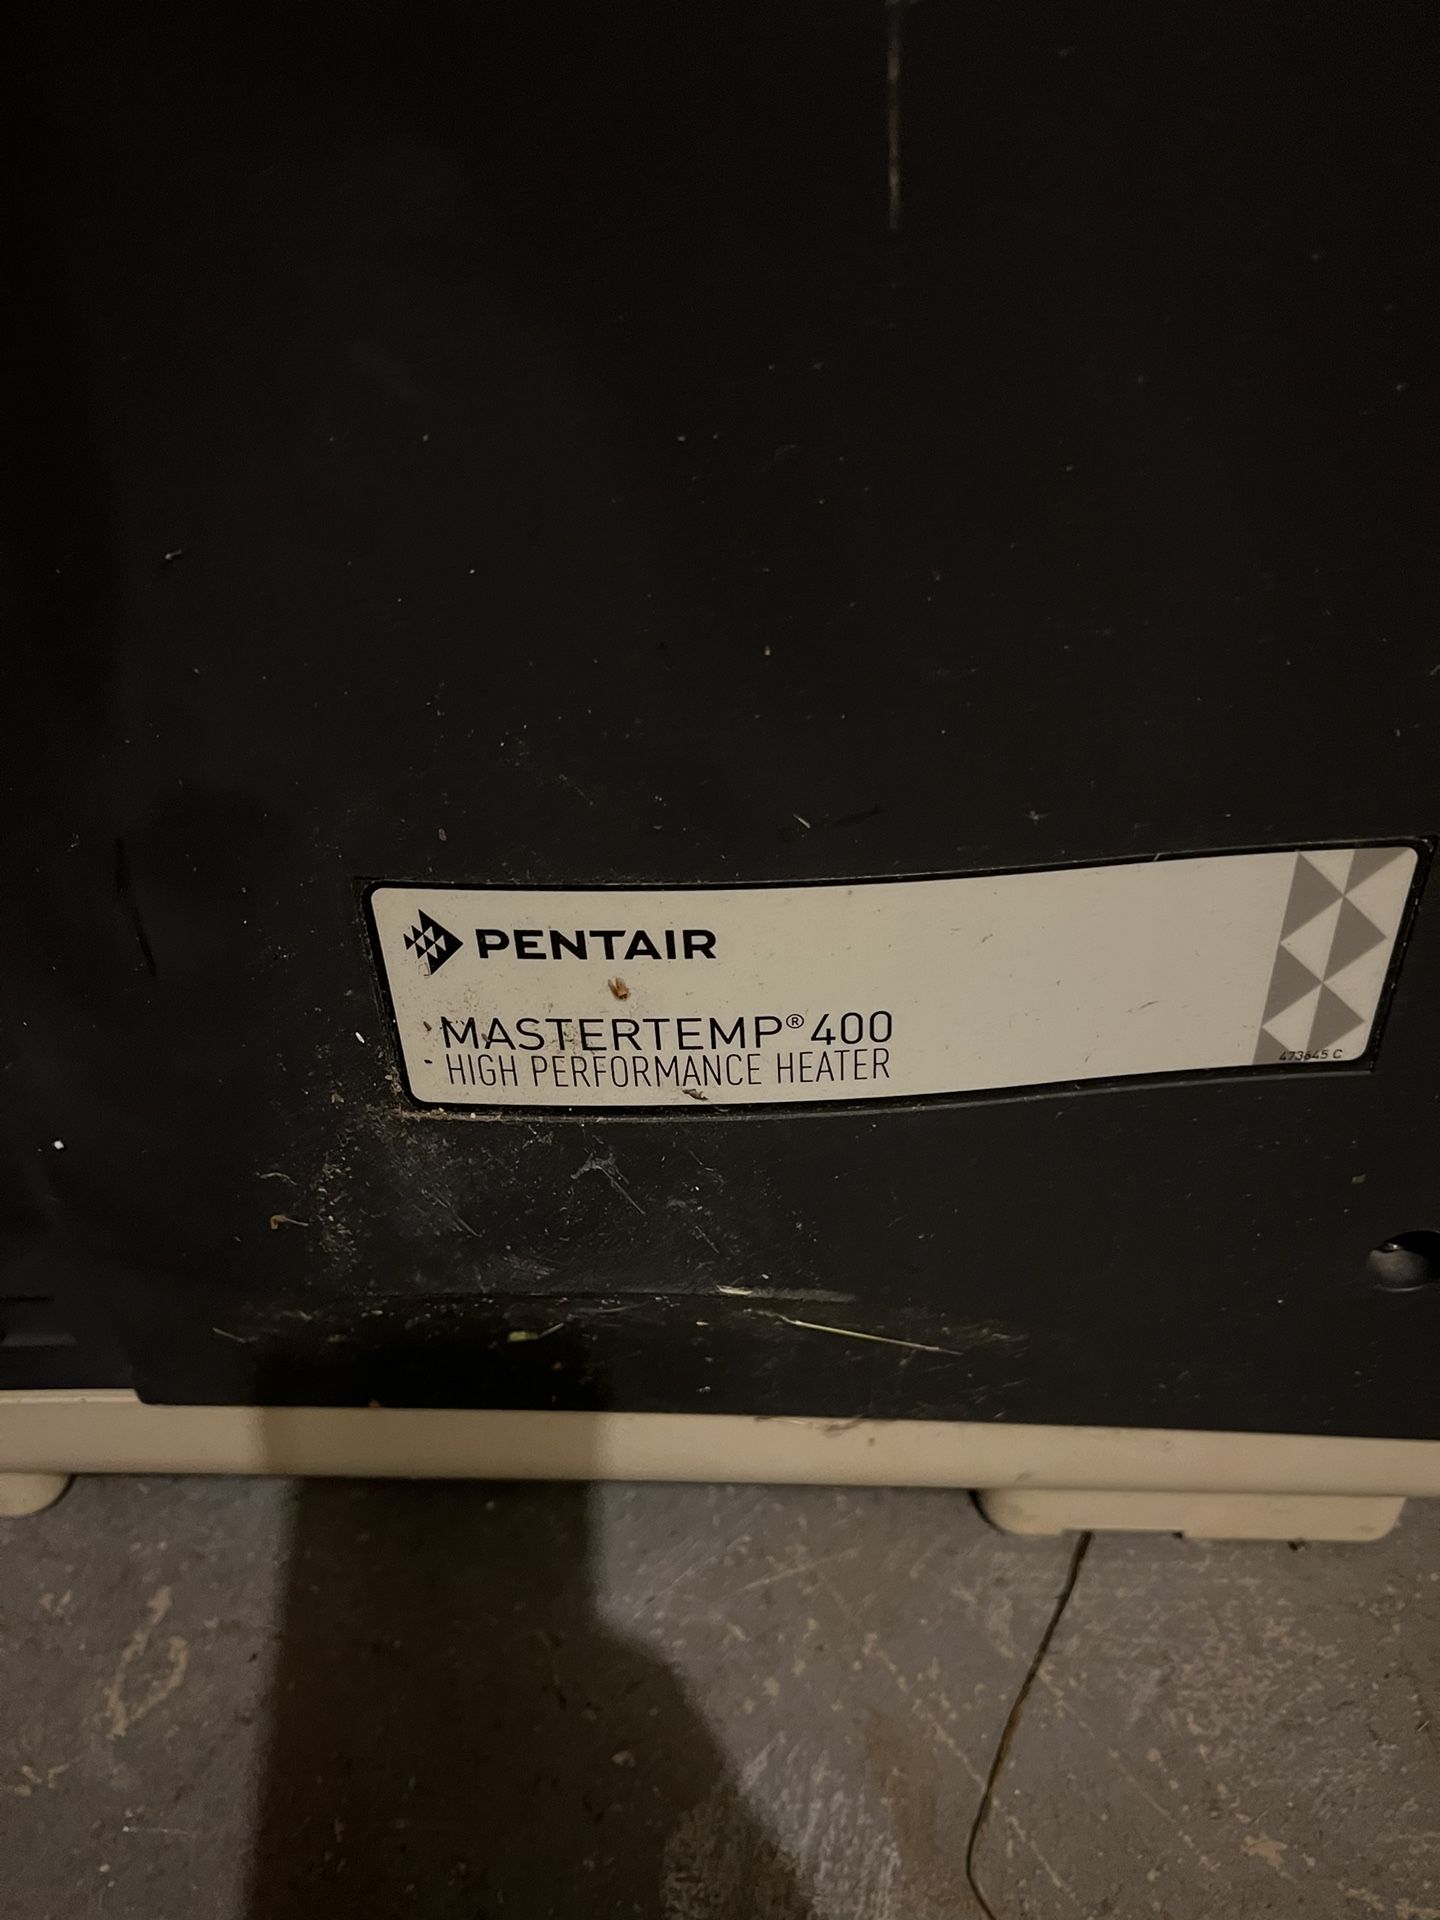 PENTAIR
MASTERTEMP® 400
HIGH PERFORMANCE HEATER
473645 C